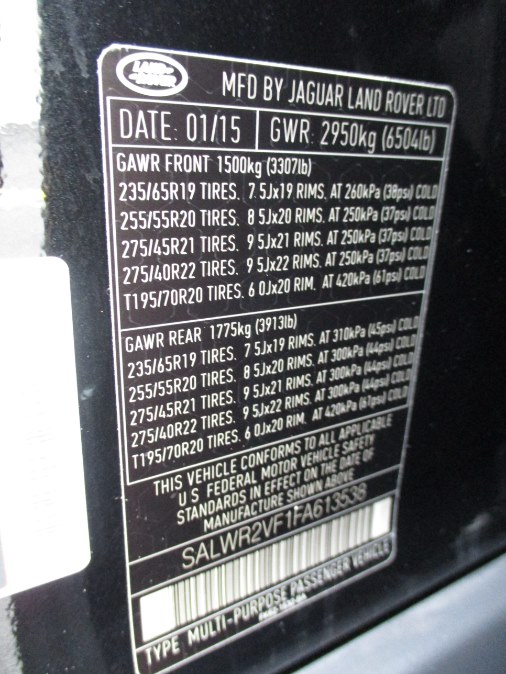 LAND ROVER
MFD BY JAGUAR LAND ROVER LTD
DATE: 01/15 GWR: 2950kg (6504lb)
GAWR FRONT 1500kg (3307lb)
235/65R19 TIRES. 7.5Jx19 RIMS. AT 260kPa (38psi) COLD
255/55R20 TIRES. 8 5Jx20 RIMS. AT 250kPa (37psi) COLD
275/45R21 TIRES. 9 5Jx21 RIMS. AT 250kPa (37psi) COLD
275/40R22 TIRES. 9 5Jx22 RIMS. AT 250kPa (37psi) COLD
T195/70R20 TIRES. 6 0Jx20 RIM. AT 420kPa (61psi) COLD
GAWR REAR 1775kg (3913lb)
235/65R19 TIRES. 7 5Jx19 RIMS. AT 310kPa (45psi) COLD
255/55R20 TIRES. 8 5Jx20 RIMS. AT 300kPa (44psi) COLD
275/45R21 TIRES. 9 5Jx21 RIMS. AT 300kPa (44psi) COLD
275/40R22 TIRES. 9 5Jx22 RIMS. AT 300kPa (44psi) COLD
T195/70R20 TIRES. 6 0Jx20 RIM. AT 420kPa (61psi) COLD
THIS VEHICLE CONFORMS TO ALL APPLICABLE
U S FEDERAL MOTOR VEHICLE SAFETY
STANDARDS IN EFFECT ON THE DATE OF
MANUFACTURE SHOWN ABOVE
SALWR2VF1FA613538
TYPE MULTI-PURPOSE PASSENGER VEHICLE